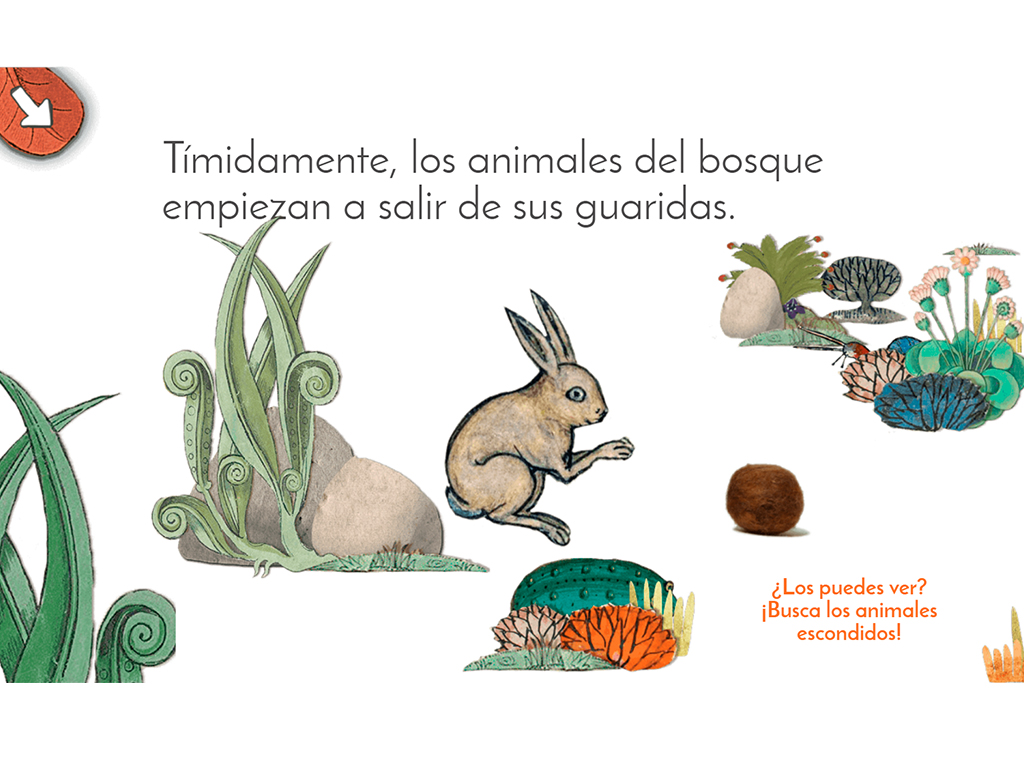 Tímidamente, los animales del bosque
empiezan a salir de sus guaridas.
¿Los puedes ver?
¡Busca los animales
escondidos!